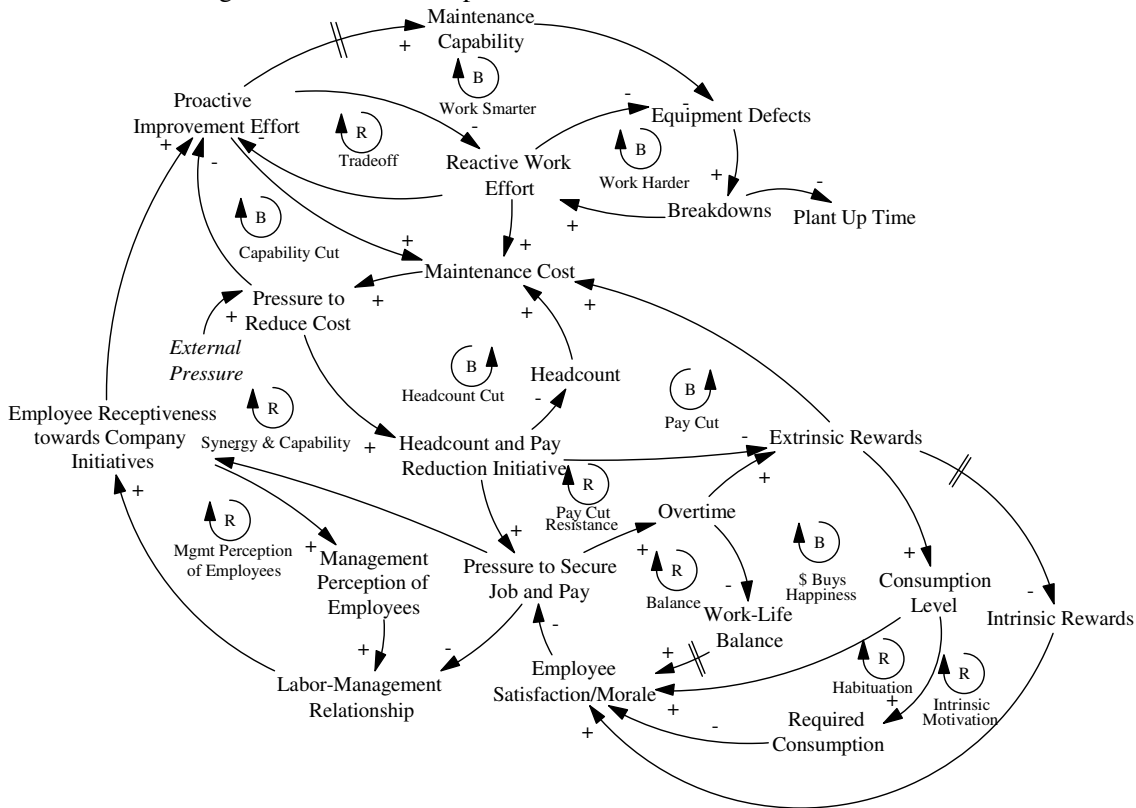 Maintenance
Capability
+
B
Work Smarter
Proactive
Improvement Effort
R
Tradeoff
-
-
-
Equipment Defects
B
Work Harder
+
-
+
-
-
Reactive Work
Effort
Breakdowns
Plant Up Time
+
B
Capability Cut
+
+
Maintenance Cost
+
+
+
Pressure to
Reduce Cost
+
External
Pressure
B
Headcount Cut
Headcount
-
B
Pay Cut
Employee Receptiveness
towards Company
Initiatives
R
Synergy & Capability
+
Headcount and Pay
Reduction Initiative
-
Extrinsic Rewards
+
R
Pay Cut
Resistance
Overtime
+
R
Mgmt Perception
of Employees
+
Management
Perception of
Employees
+
Pressure to Secure
Job and Pay
+
R
Balance
-
B
$ Buys
Happiness
+
Consumption
Level
-
Intrinsic Rewards
Work-Life
Balance
+
-
-
+
Labor-Management
Relationship
Employee
Satisfaction/Morale
+
+
R
Habituation
R
Intrinsic
Motivation
+
-
Required
Consumption